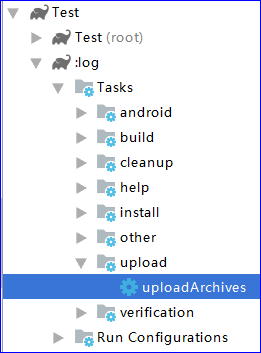 Test
Test (root)
:log
Tasks
android
build
cleanup
help
install
other
upload
uploadArchives
verification
Run Configurations